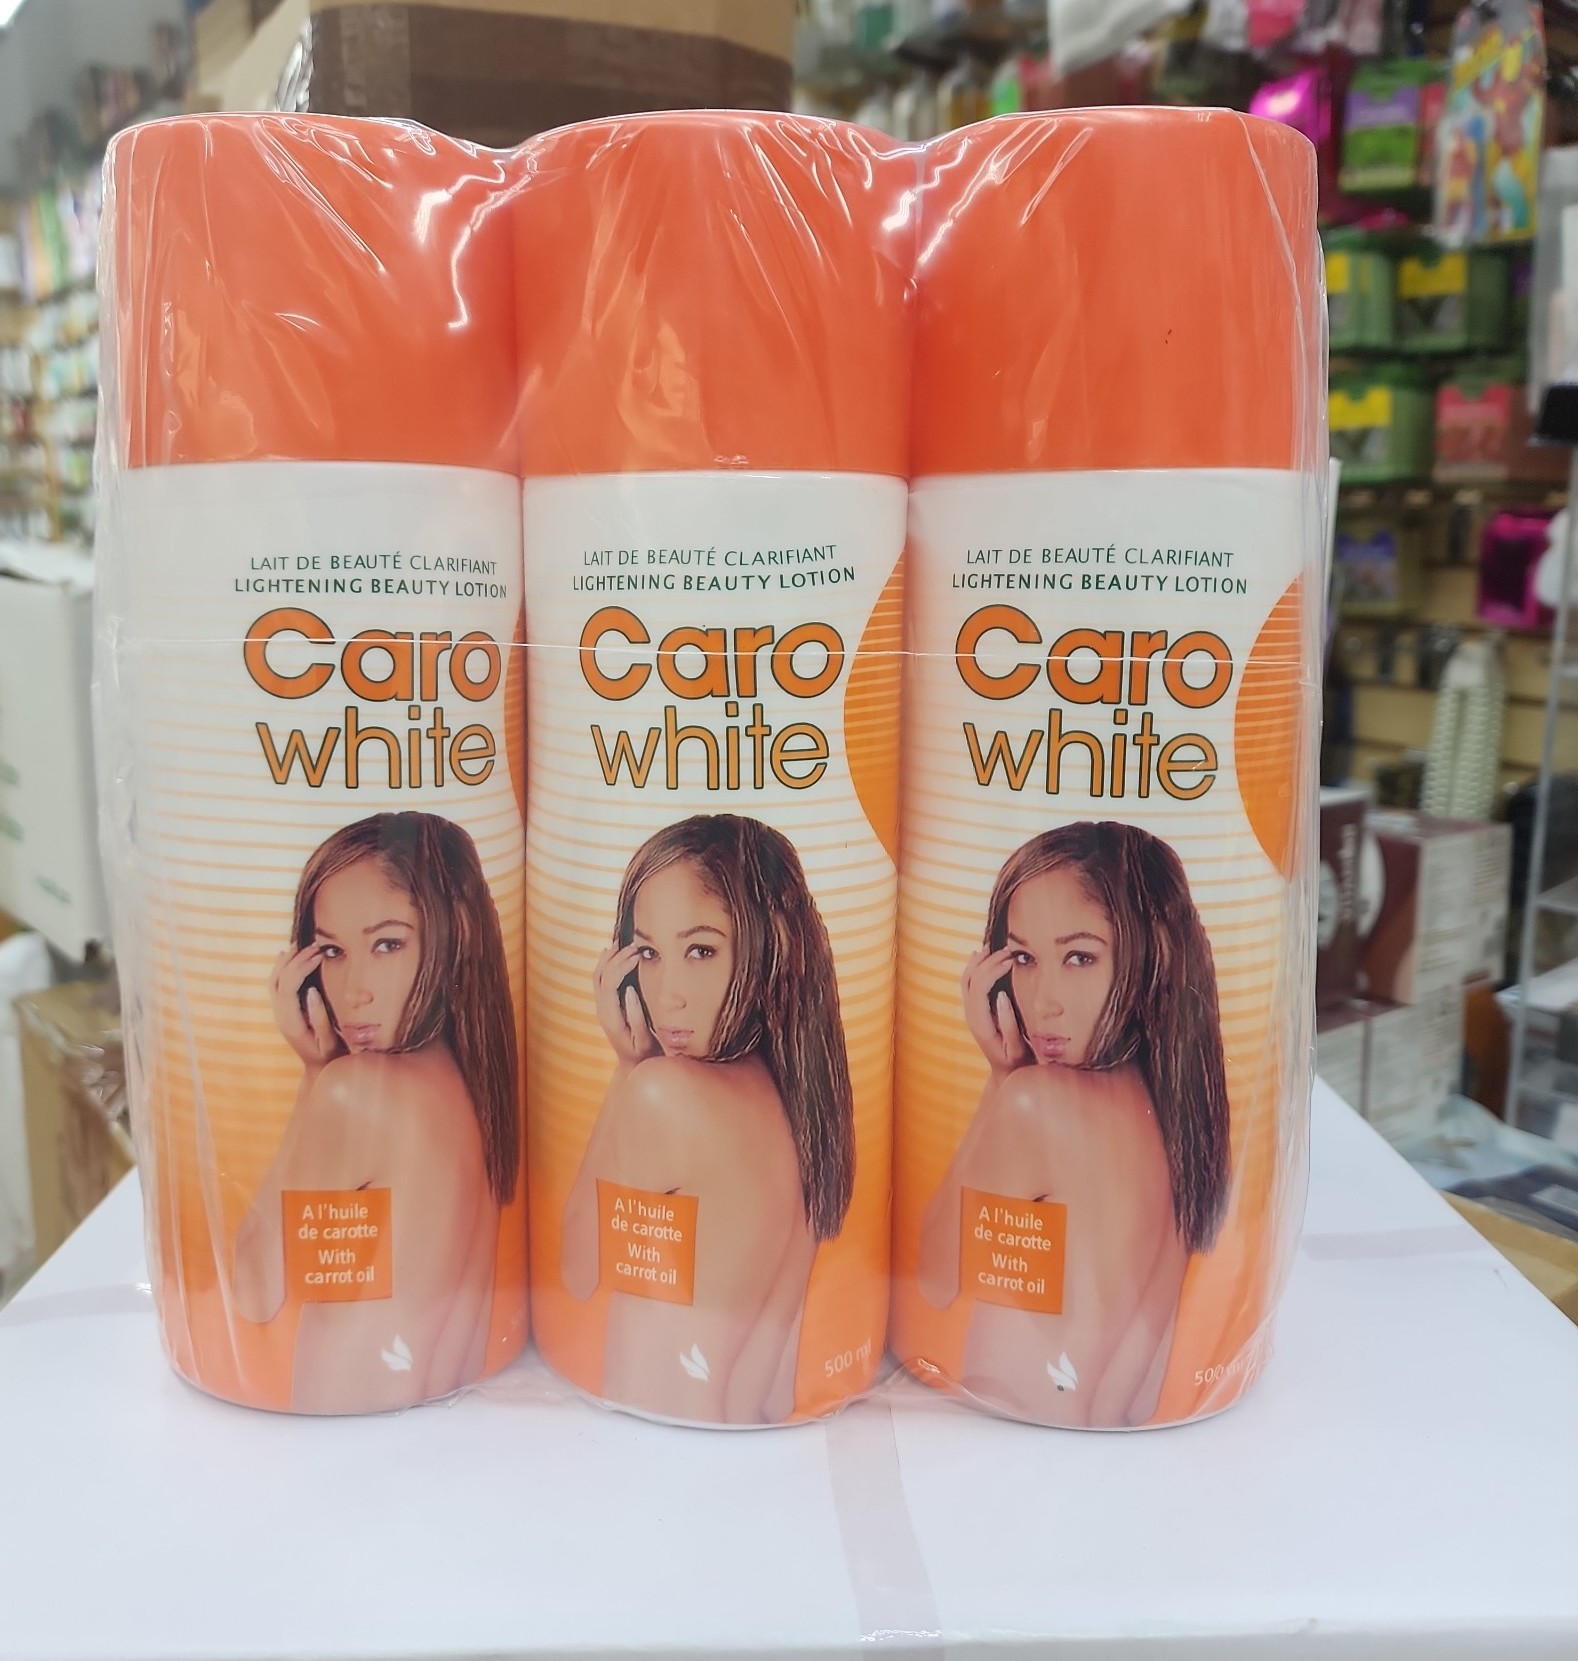 LAIT DE BEAUTÉ CLARIFIANT
LIGHTENING BEAUTY LOTION
Caro
white
A l'huile
de carotte
With
carrot oil
LAIT DE BEAUTÉ CLARIFIANT
LIGHTENING BEAUTY LOTION
Caro
white
A l'huile
de carotte
With
carrot oil
500 ml
LAIT DE BEAUTÉ CLARIFIANT
LIGHTENING BEAUTY LOTION
Caro
white
A l'huile
de carotte
With
carrot oil
500 ml